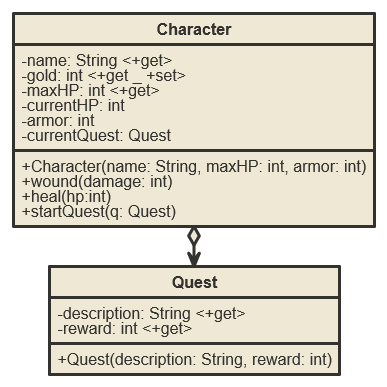 Character
-name: String <+get>
-gold: int <+get _ +set>
-maxHP: int <+get>
-currentHP: int
-armor: int
-currentQuest: Quest
+Character(name: String, maxHP: int, armor: int)
+wound(damage: int)
+heal(hp:int)
+startQuest(q: Quest)
Quest
-description: String <+get>
-reward: int <+get>
+Quest(description: String, reward: int)